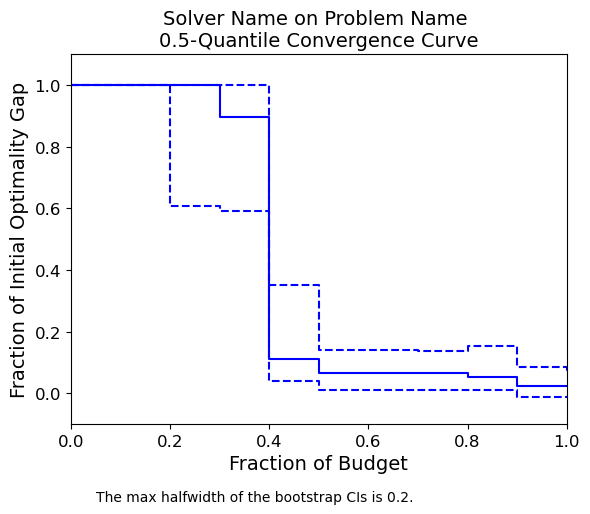 Solver Name on Problem Name
0.5-Quantile Convergence Curve
Fraction of Initial Optimality Gap
1.0
0.8
0.6
0.4
0.2
0.0
0.0 0.2 0.4 0.6 0.8 1.0
Fraction of Budget
The max halfwidth of the bootstrap CIs is 0.2.